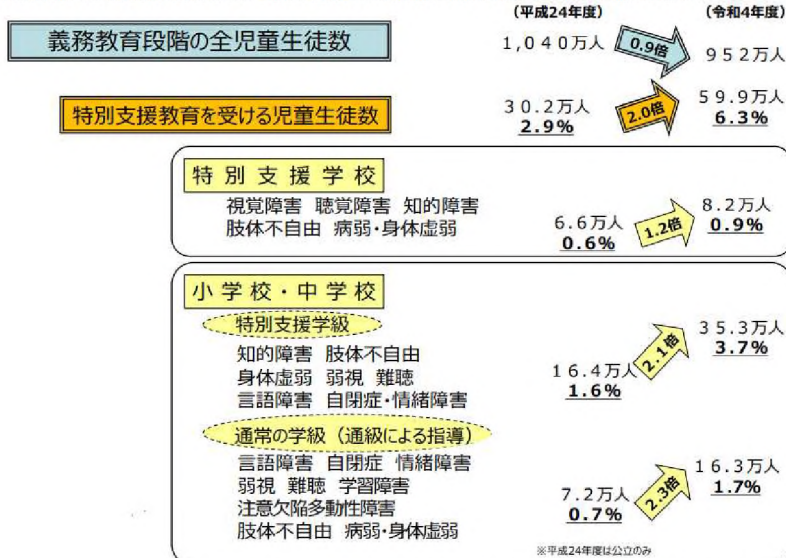 (平成24年度)
(令和4年度)
義務教育段階の全児童生徒数
1,040万人
0.9倍
952万人
特別支援教育を受ける児童生徒数
30.2万人
2.9%
2.0倍
59.9万人
6.3%
特別支援学校
視覚障害 聴覚障害 知的障害
肢体不自由 病弱・身体虚弱
6.6万人
0.6%
1.2倍
8.2万人
0.9%
小学校・中学校
特別支援学級
知的障害 肢体不自由
身体虚弱 弱視 難聴
言語障害 自閉症・情緒障害
16.4万人
1.6%
2.1倍
35.3万人
3.7%
通常の学級(通級による指導)
言語障害 自閉症 情緒障害
弱視 難聴 学習障害
注意欠陥多動性障害
肢体不自由 病弱・身体虚弱
7.2万人
0.7%
2.3倍
16.3万人
1.7%
※平成24年度は公立のみ